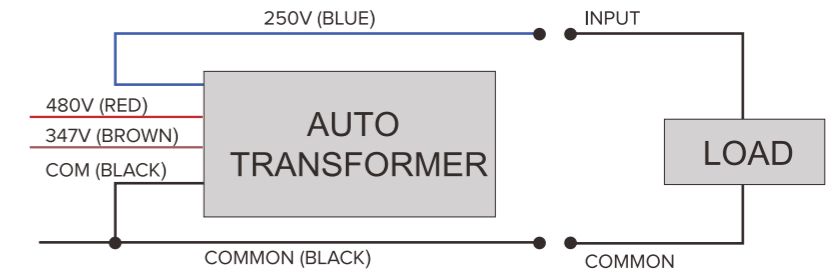 250V (BLUE)
INPUT
480V (RED)
347V (BROWN)
COM (BLACK)
AUTO
TRANSFORMER
LOAD
COMMON (BLACK)
COMMON